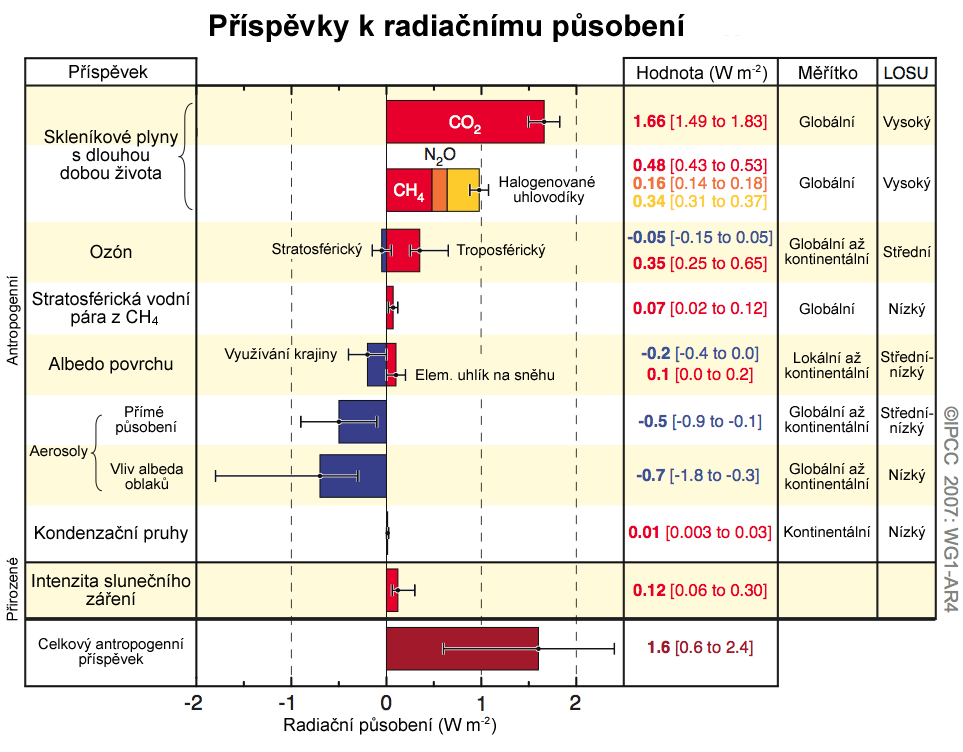 Příspěvky k radiačnímu působení
Příspěvek
Hodnota (W m-2)
Měřítko
LOSU
Antropogenní
Skleníkové plyny
s dlouhou
dobou života
CO2
1.66 [1.49 to 1.83]
Globální
Vysoký
N2O
CH4
Halogenované
uhlovodíky
0.48 [0.43 to 0.53]
0.16 [0.14 to 0.18]
0.34 [0.31 to 0.37]
Globální
Vysoký
Ozón
Stratosférický
Troposférický
-0.05 [-0.15 to 0.05]
0.35 [0.25 to 0.65]
Globální až
kontinentální
Střední
Stratosférická vodní
pára z CH4
0.07 [0.02 to 0.12]
Globální
Nízký
Albedo povrchu
Využívání krajiny
Elem. uhlík na sněhu
-0.2 [-0.4 to 0.0]
0.1 [0.0 to 0.2]
Lokální až
kontinentální
Střední-
nízký
Aerosoly
Přímé
působení
-0.5 [-0.9 to -0.1]
Globální až
kontinentální
Střední-
nízký
Vliv albeda
oblaků
-0.7 [-1.8 to -0.3]
Globální až
kontinentální
Nízký
Kondenzační pruhy
0.01 [0.003 to 0.03]
Kontinentální
Nízký
Přirozené
Intenzita slunečního
záření
0.12 [0.06 to 0.30]
Globální
Nízký
Celkový antropogenní
příspěvek
1.6 [0.6 to 2.4]
-2 -1 0 1 2
Radiační působení (W m-2)
©IPCC 2007: WG1-AR4